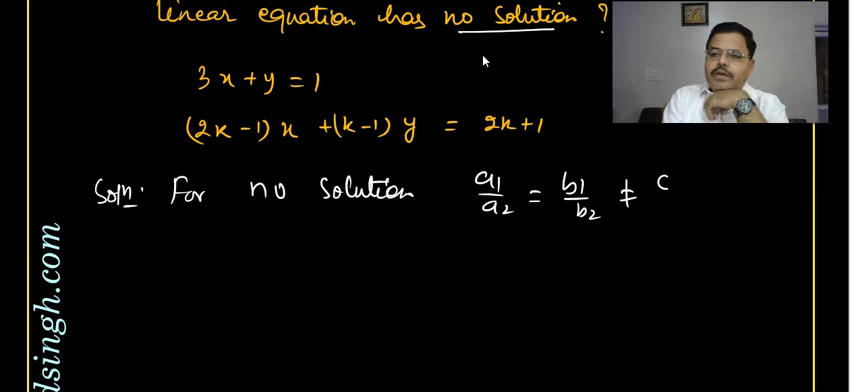 linear equation has no solution ?
3x + y = 1
(2k - 1) x + (k - 1) y = 2k + 1
Soln. For no solution a1/a2 = b1/b2 ≠ c
dsingh.com